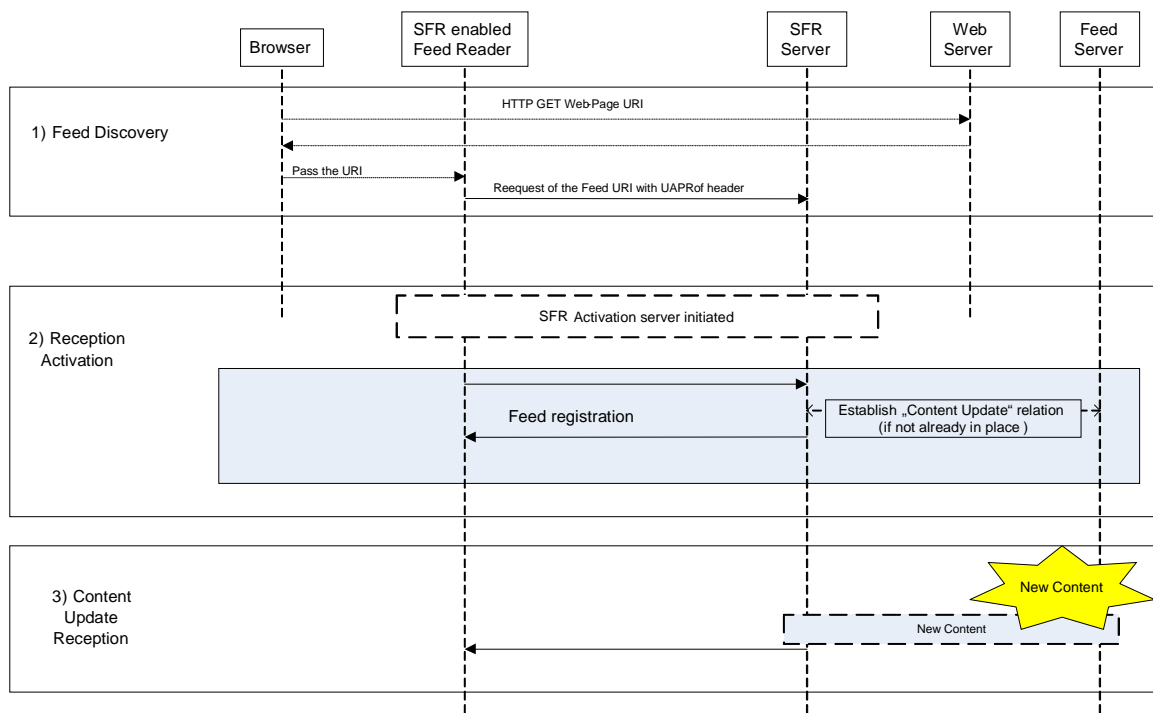 Browser
SFR enabled
Feed Reader
SFR
Server
Web
Server
Feed
Server
1) Feed Discovery
HTTP GET Web-Page URI
Pass the URI
Reequest of the Feed URI with UAPRof header
2) Reception
Activation
SFR Activation server initiated
Feed registration
Establish „Content Update“ relation
(if not already in place )
3) Content
Update
Reception
New Content
New Content